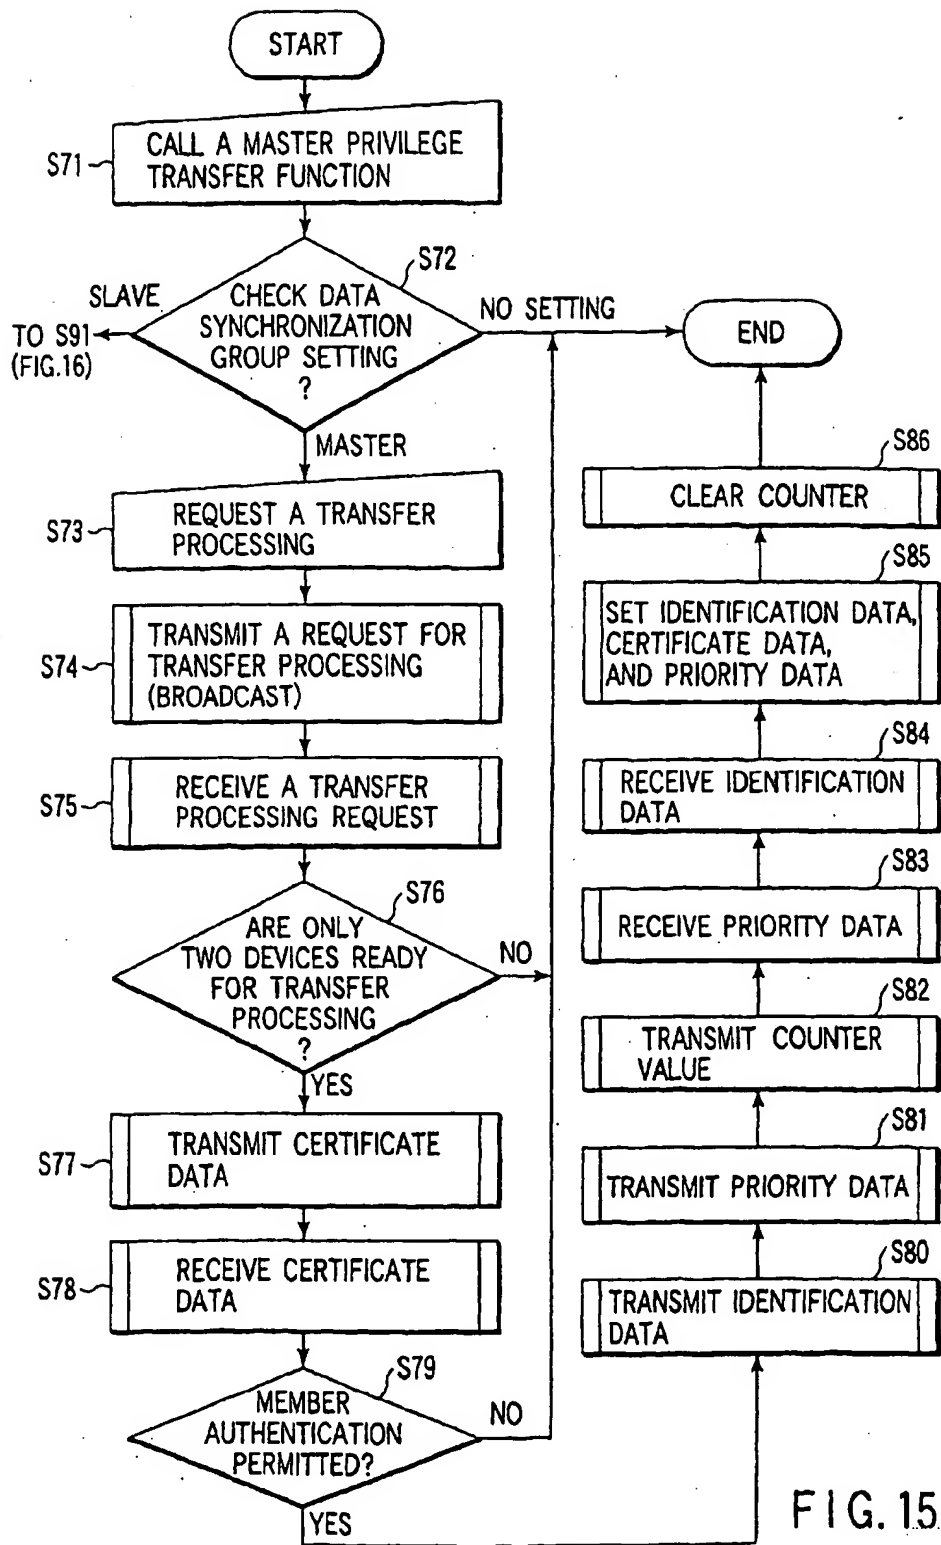 START
S71
CALL A MASTER PRIVILEGE
TRANSFER FUNCTION
S72
SLAVE
TO S91
(FIG.16)
CHECK DATA
SYNCHRONIZATION
GROUP SETTING
?
NO SETTING
END
MASTER
S73
REQUEST A TRANSFER
PROCESSING
S74
TRANSMIT A REQUEST FOR
TRANSFER PROCESSING
(BROADCAST)
S75
RECEIVE A TRANSFER
PROCESSING REQUEST
S76
ARE ONLY
TWO DEVICES READY
FOR TRANSFER
PROCESSING
?
NO
YES
S77
TRANSMIT CERTIFICATE
DATA
S78
RECEIVE CERTIFICATE
DATA
S79
MEMBER
AUTHENTICATION
PERMITTED?
NO
YES
S86
CLEAR COUNTER
S85
SET IDENTIFICATION DATA,
CERTIFICATE DATA,
AND PRIORITY DATA
S84
RECEIVE IDENTIFICATION
DATA
S83
RECEIVE PRIORITY DATA
S82
TRANSMIT COUNTER
VALUE
S81
TRANSMIT PRIORITY DATA
S80
TRANSMIT IDENTIFICATION
DATA
FIG.15